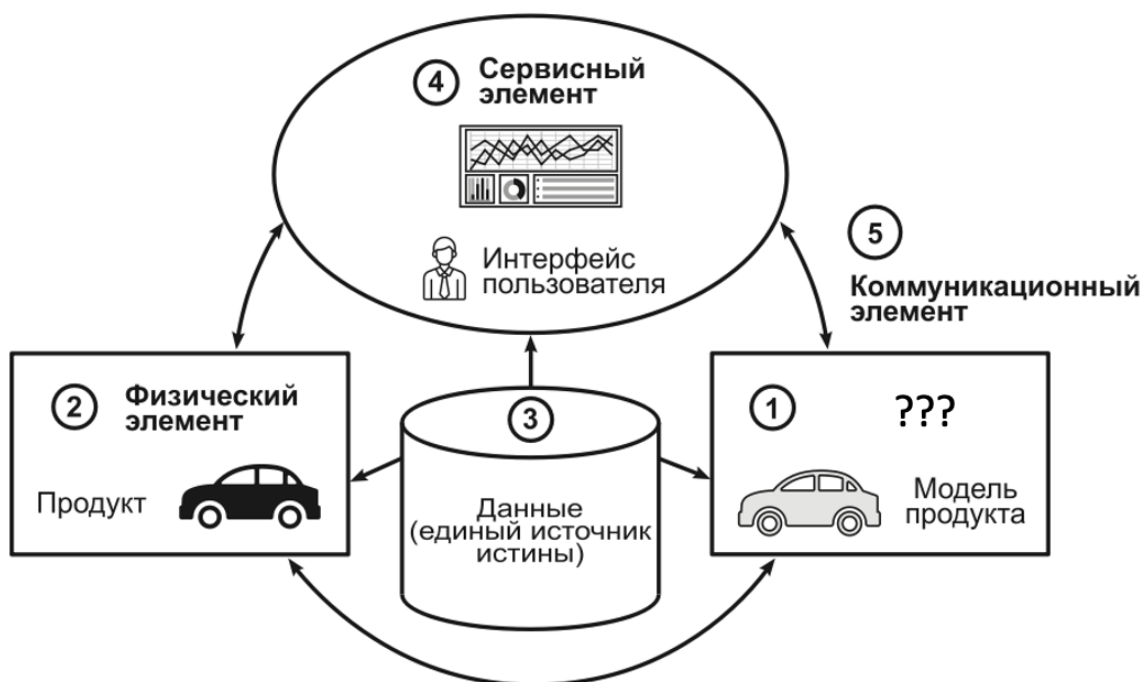 4
Сервисный
элемент
Интерфейс
пользователя
5
Коммуникационный
элемент
2
Физический
элемент
Продукт
3
Данные
(единый источник
истины)
1
???
Модель
продукта